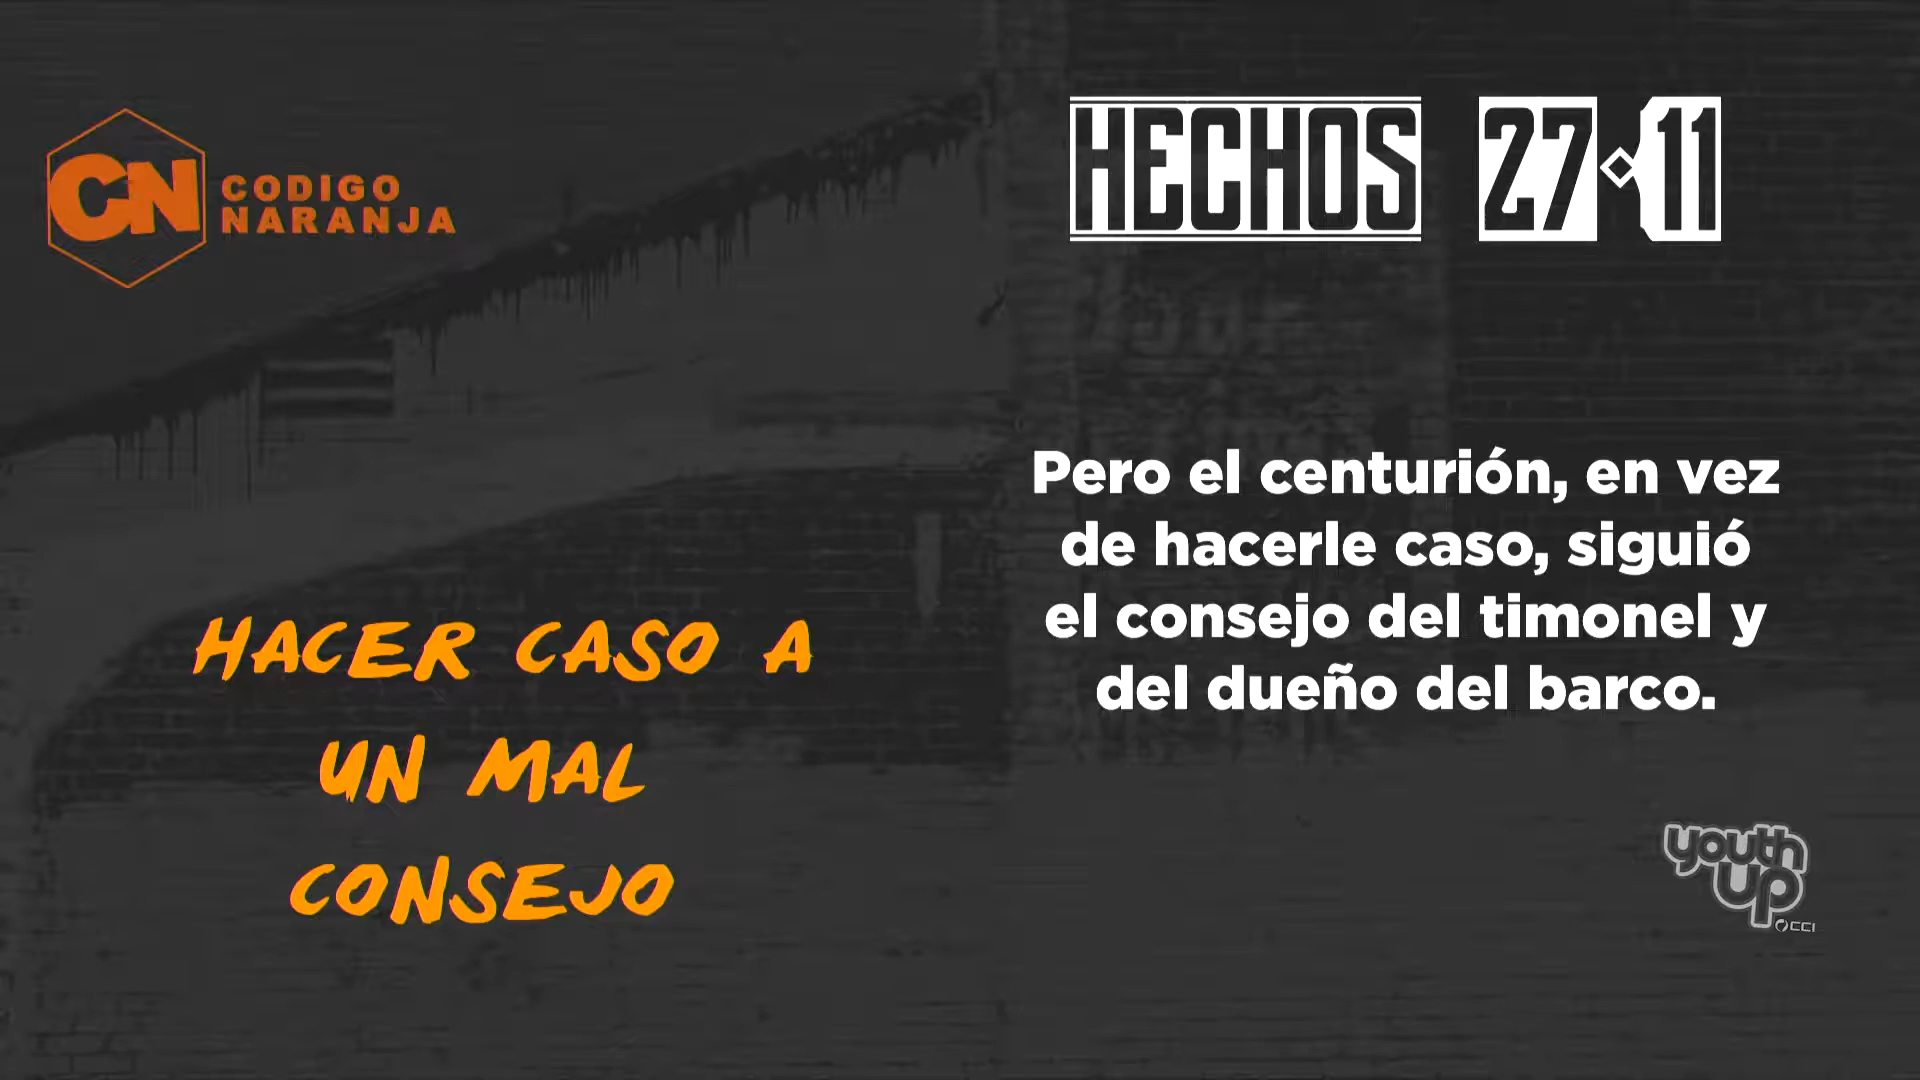 CN
CODIGO
NARANJA
HACER CASO A
UN MAL
CONSEJO
HECHOS 27 11
Pero el centurión, en vez
de hacerle caso, siguió
el consejo del timonel y
del dueño del barco.
youth
up
CCI